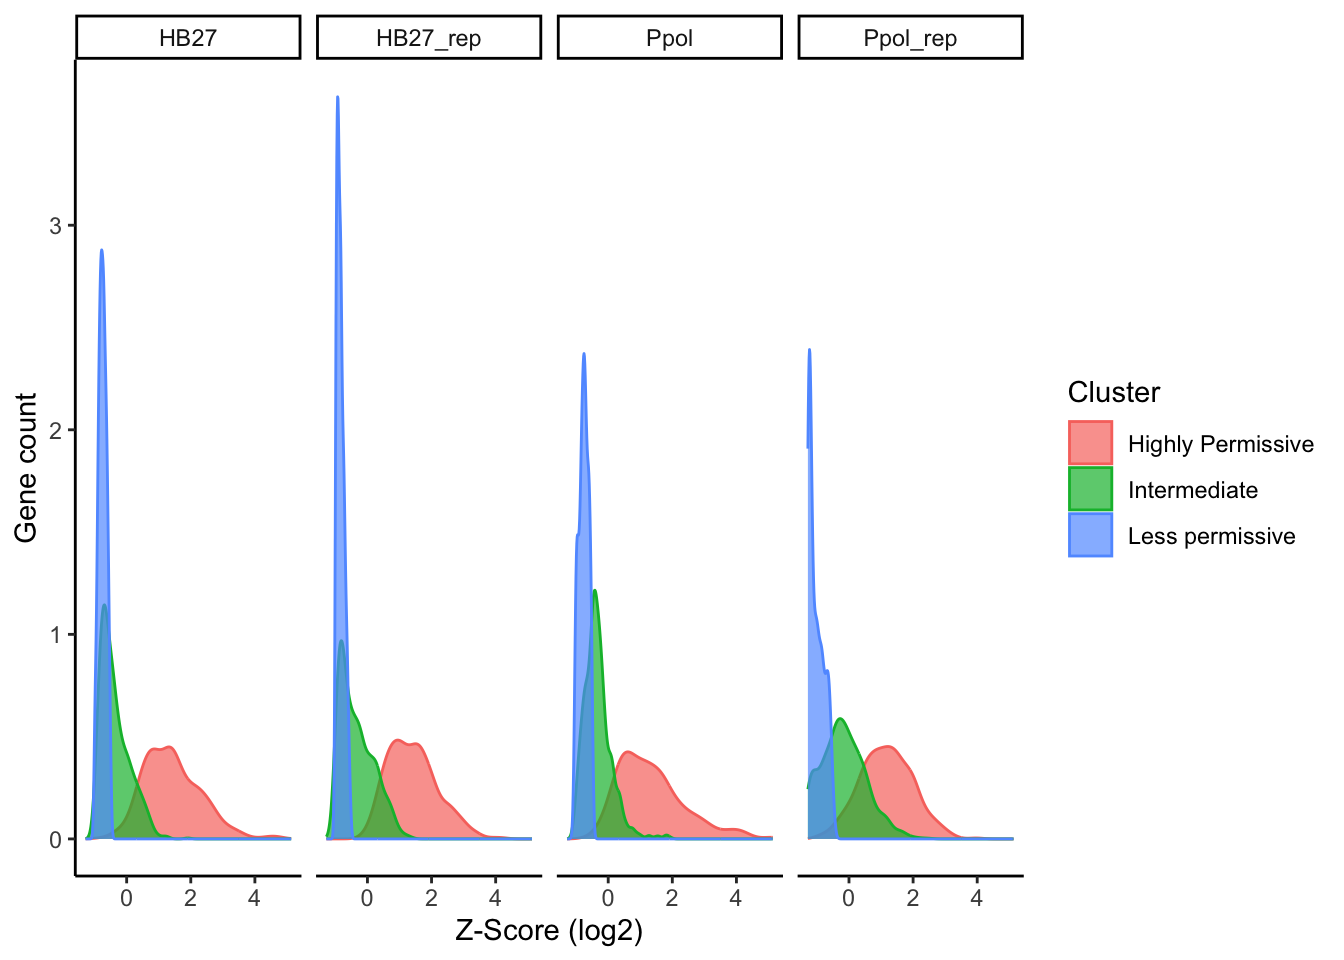 HB27 HB27_rep Ppol Ppol_rep
3
2
1
0
Gene count
0 2 4 0 2 4 0 2 4 0 2 4
Z-Score (log2)
Cluster
Highly Permissive
Intermediate
Less permissive